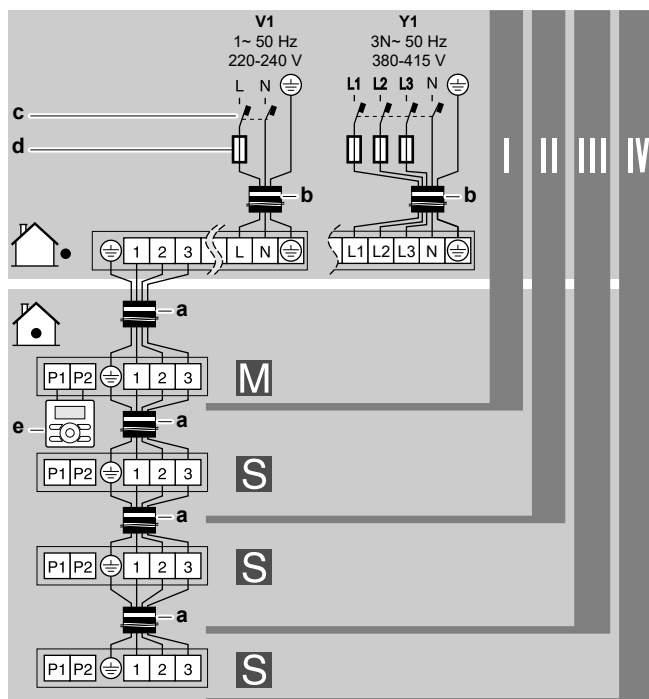 V1 Y1
1~ 50 Hz 3N~ 50 Hz
220-240 V 380-415 V
L N L1 L2 L3 N
c
d
I II III IV
b b
1 2 3 L N L1 L2 L3 N
a
P1 P2 1 2 3 M
e a
P1 P2 1 2 3 S
a
P1 P2 1 2 3 S
a
P1 P2 1 2 3 S